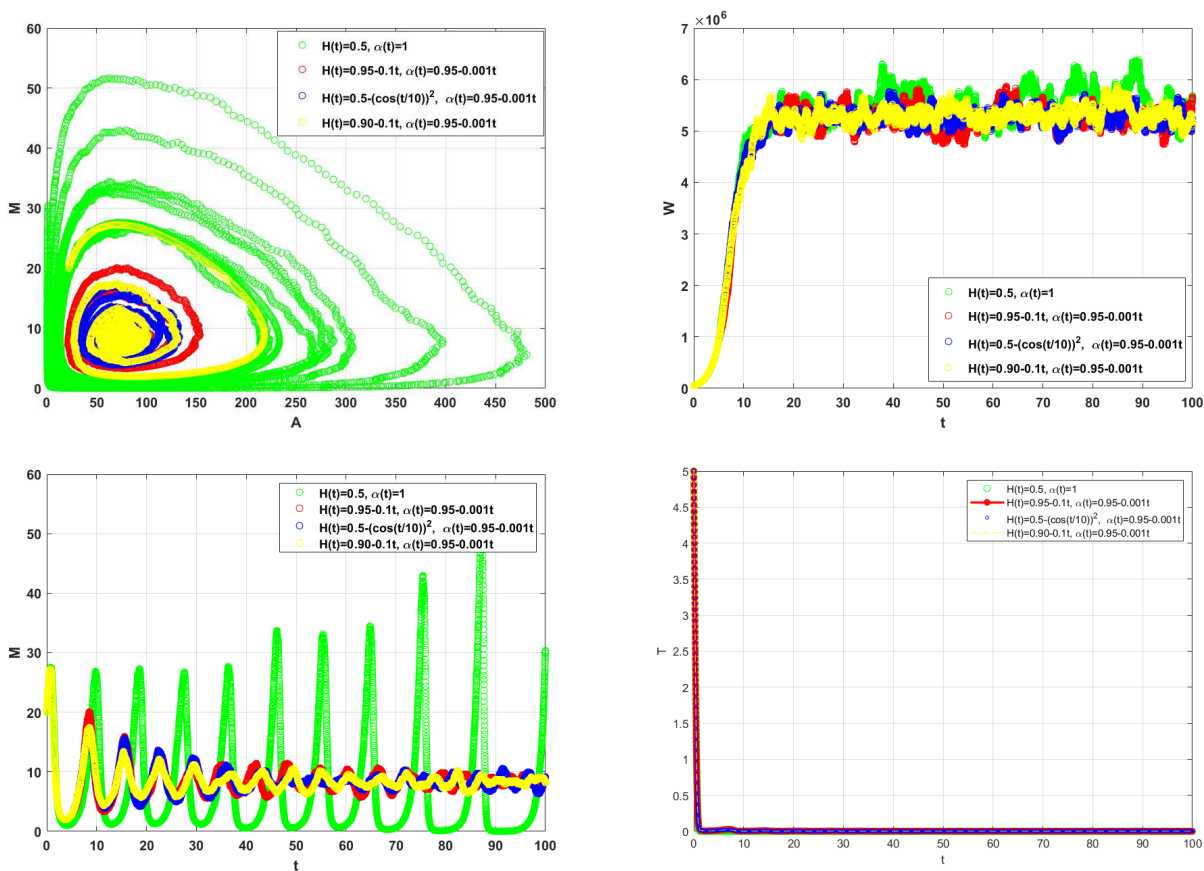 60
50
40
30
20
10
0
M
0 50 100 150 200 250 300 350 400 450 500
A
H(t)=0.5, α(t)=1
H(t)=0.95-0.1t, α(t)=0.95-0.001t
H(t)=0.5-(cos(t/10))², α(t)=0.95-0.001t
H(t)=0.90-0.1t, α(t)=0.95-0.001t
×10⁶
7
6
5
4
3
2
1
0
W
0 10 20 30 40 50 60 70 80 90 100
t
H(t)=0.5, α(t)=1
H(t)=0.95-0.1t, α(t)=0.95-0.001t
H(t)=0.5-(cos(t/10))², α(t)=0.95-0.001t
H(t)=0.90-0.1t, α(t)=0.95-0.001t
60
50
40
30
20
10
0
M
0 10 20 30 40 50 60 70 80 90 100
t
H(t)=0.5, α(t)=1
H(t)=0.95-0.1t, α(t)=0.95-0.001t
H(t)=0.5-(cos(t/10))², α(t)=0.95-0.001t
H(t)=0.90-0.1t, α(t)=0.95-0.001t
5
4.5
4
3.5
3
2.5
2
1.5
1
0.5
0
T
0 10 20 30 40 50 60 70 80 90 100
t
H(t)=0.5, α(t)=1
H(t)=0.95-0.1t, α(t)=0.95-0.001t
H(t)=0.5-(cos(t/10))², α(t)=0.95-0.001t
H(t)=0.90-0.1t, α(t)=0.95-0.001t